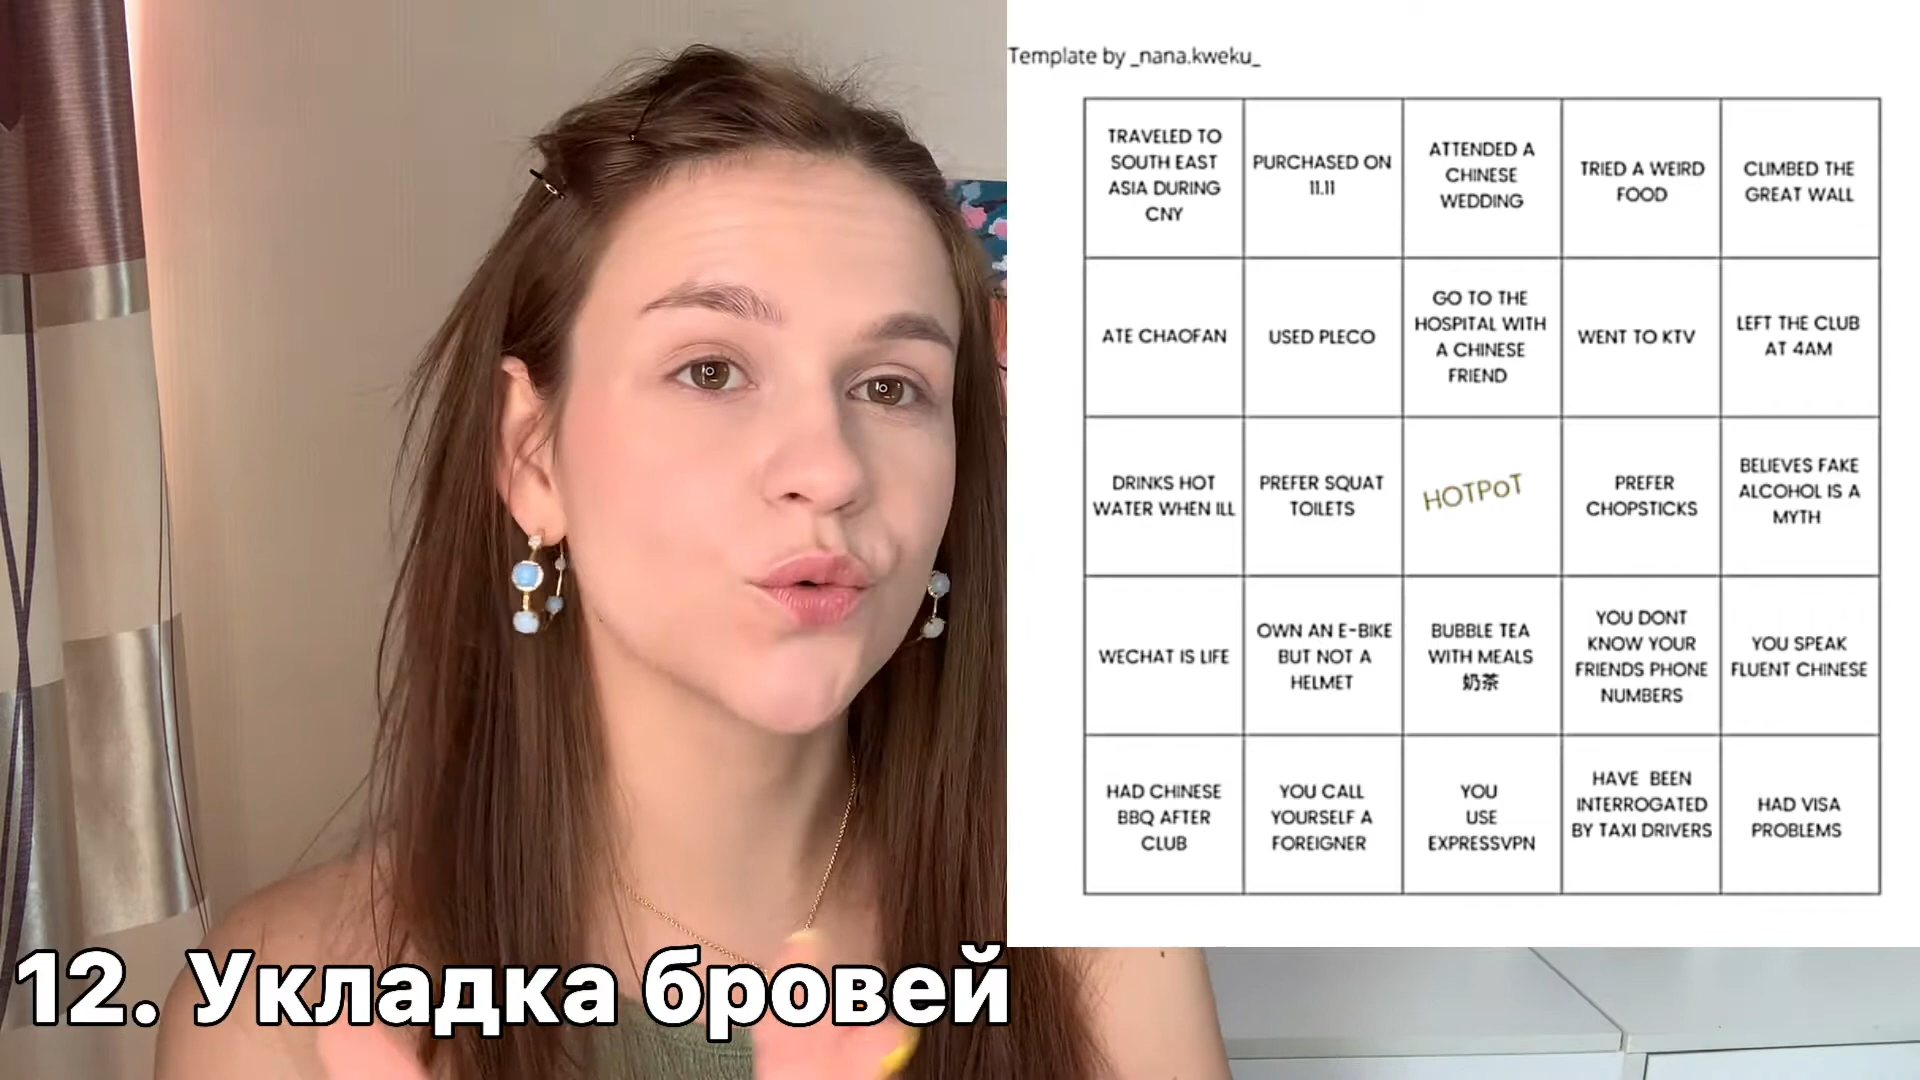 Template by _nana.kweku_
TRAVELED TO
SOUTH EAST
ASIA DURING
CNY
PURCHASED ON
11.11
ATTENDED A
CHINESE
WEDDING
TRIED A WEIRD
FOOD
CLIMBED THE
GREAT WALL
ATE CHAOFAN
USED PLECO
GO TO THE
HOSPITAL WITH
A CHINESE
FRIEND
WENT TO KTV
LEFT THE CLUB
AT 4AM
DRINKS HOT
WATER WHEN ILL
PREFER SQUAT
TOILETS
HOTPoT
PREFER
CHOPSTICKS
BELIEVES FAKE
ALCOHOL IS A
MYTH
WECHAT IS LIFE
OWN AN E-BIKE
BUT NOT A
HELMET
BUBBLE TEA
WITH MEALS
奶茶
YOU DONT
KNOW YOUR
FRIENDS PHONE
NUMBERS
YOU SPEAK
FLUENT CHINESE
HAD CHINESE
BBQ AFTER
CLUB
YOU CALL
YOURSELF A
FOREIGNER
YOU
USE
EXPRESSVPN
HAVE BEEN
INTERROGATED
BY TAXI DRIVERS
HAD VISA
PROBLEMS
12. Укладка бровей